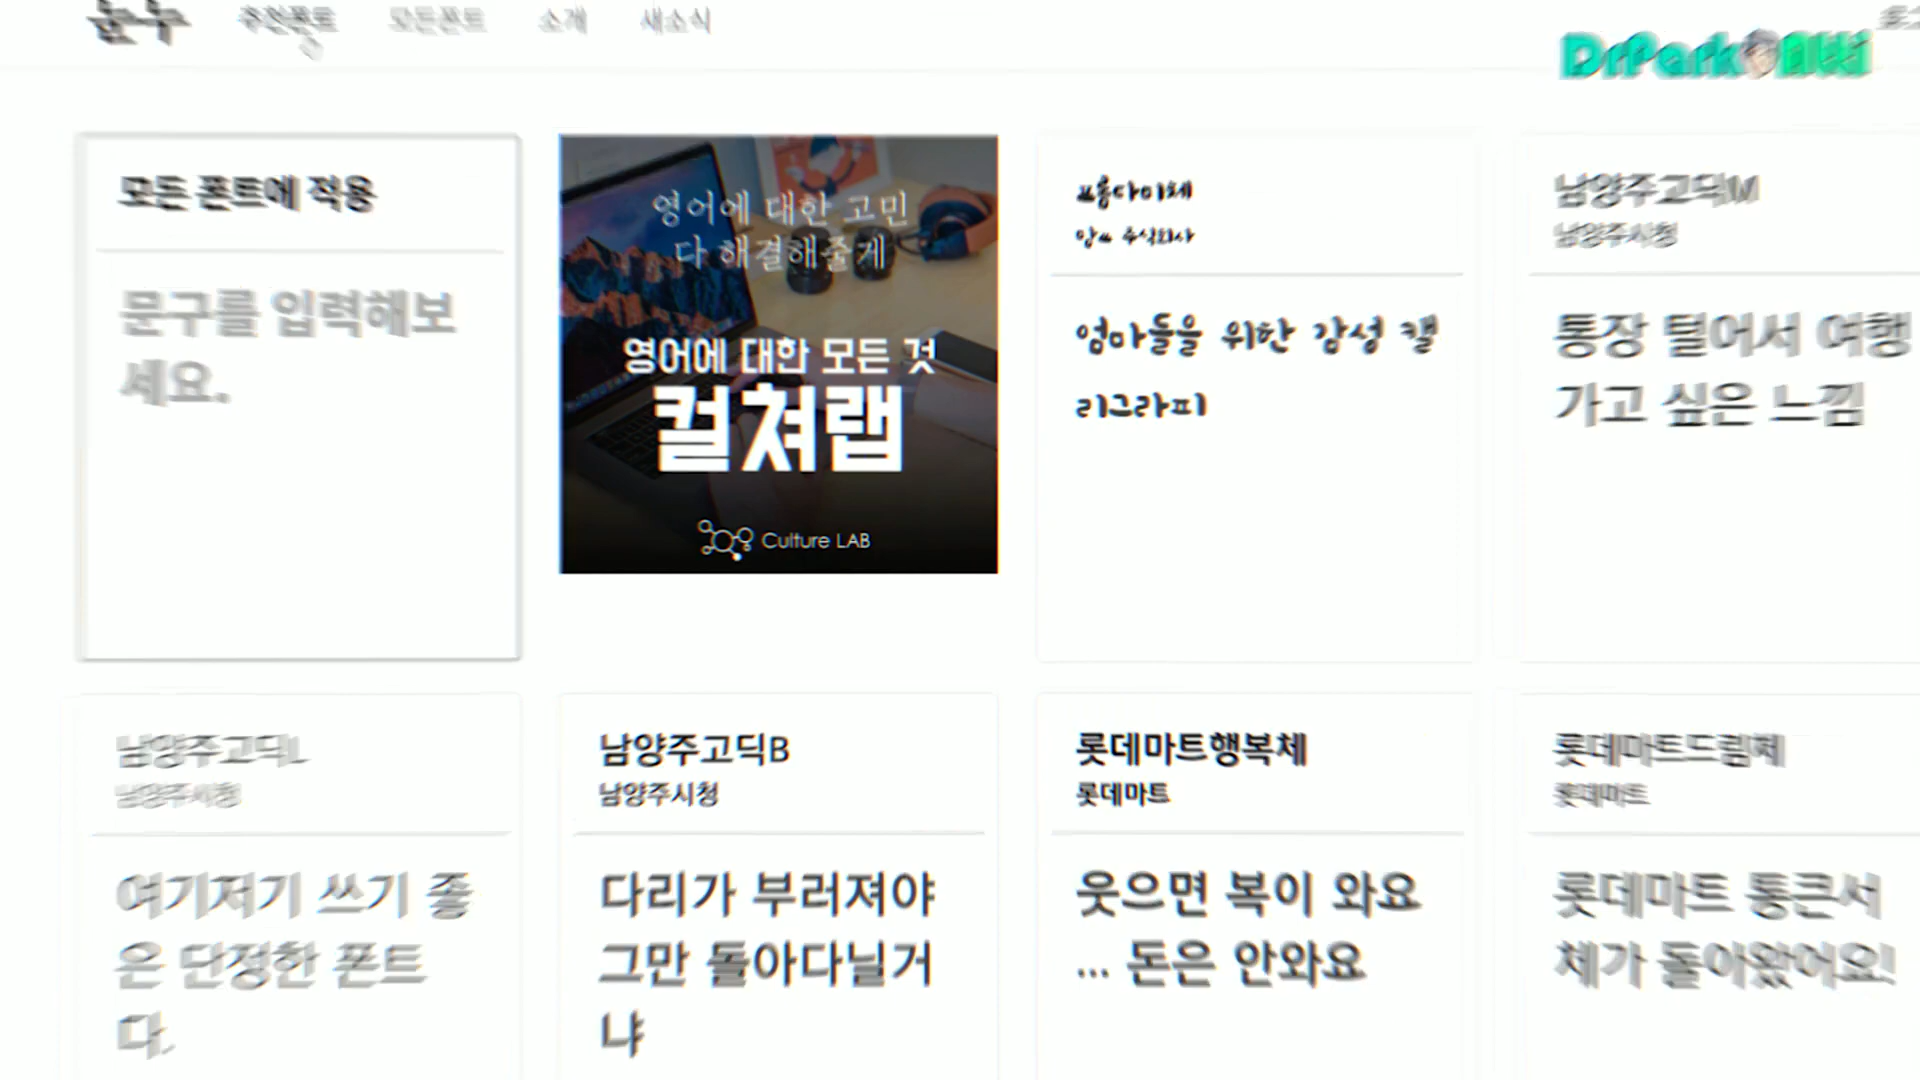 눈누 추천폰트 모든폰트 소개 새소식
모든 폰트에 적용
문구를 입력해보
세요.
영어에 대한 고민
다 해결해줄게
영어에 대한 모든 것
컬쳐랩
Culture LAB
맘씨 주식회사
엄마들을 위한 감성 캘
리그라피
남양주고딕M
남양주시청
통장 털어서 여행
가고 싶은 느낌
남양주고딕L
남양주시청
여기저기 쓰기 좋
은 단정한 폰트
다.
남양주고딕B
남양주시청
다리가 부러져야
그만 돌아다닐거
냐
롯데마트행복체
롯데마트
웃으면 복이 와요
... 돈은 안와요
롯데마트드림체
롯데마트
롯데마트 통큰서
체가 돌아왔어요!